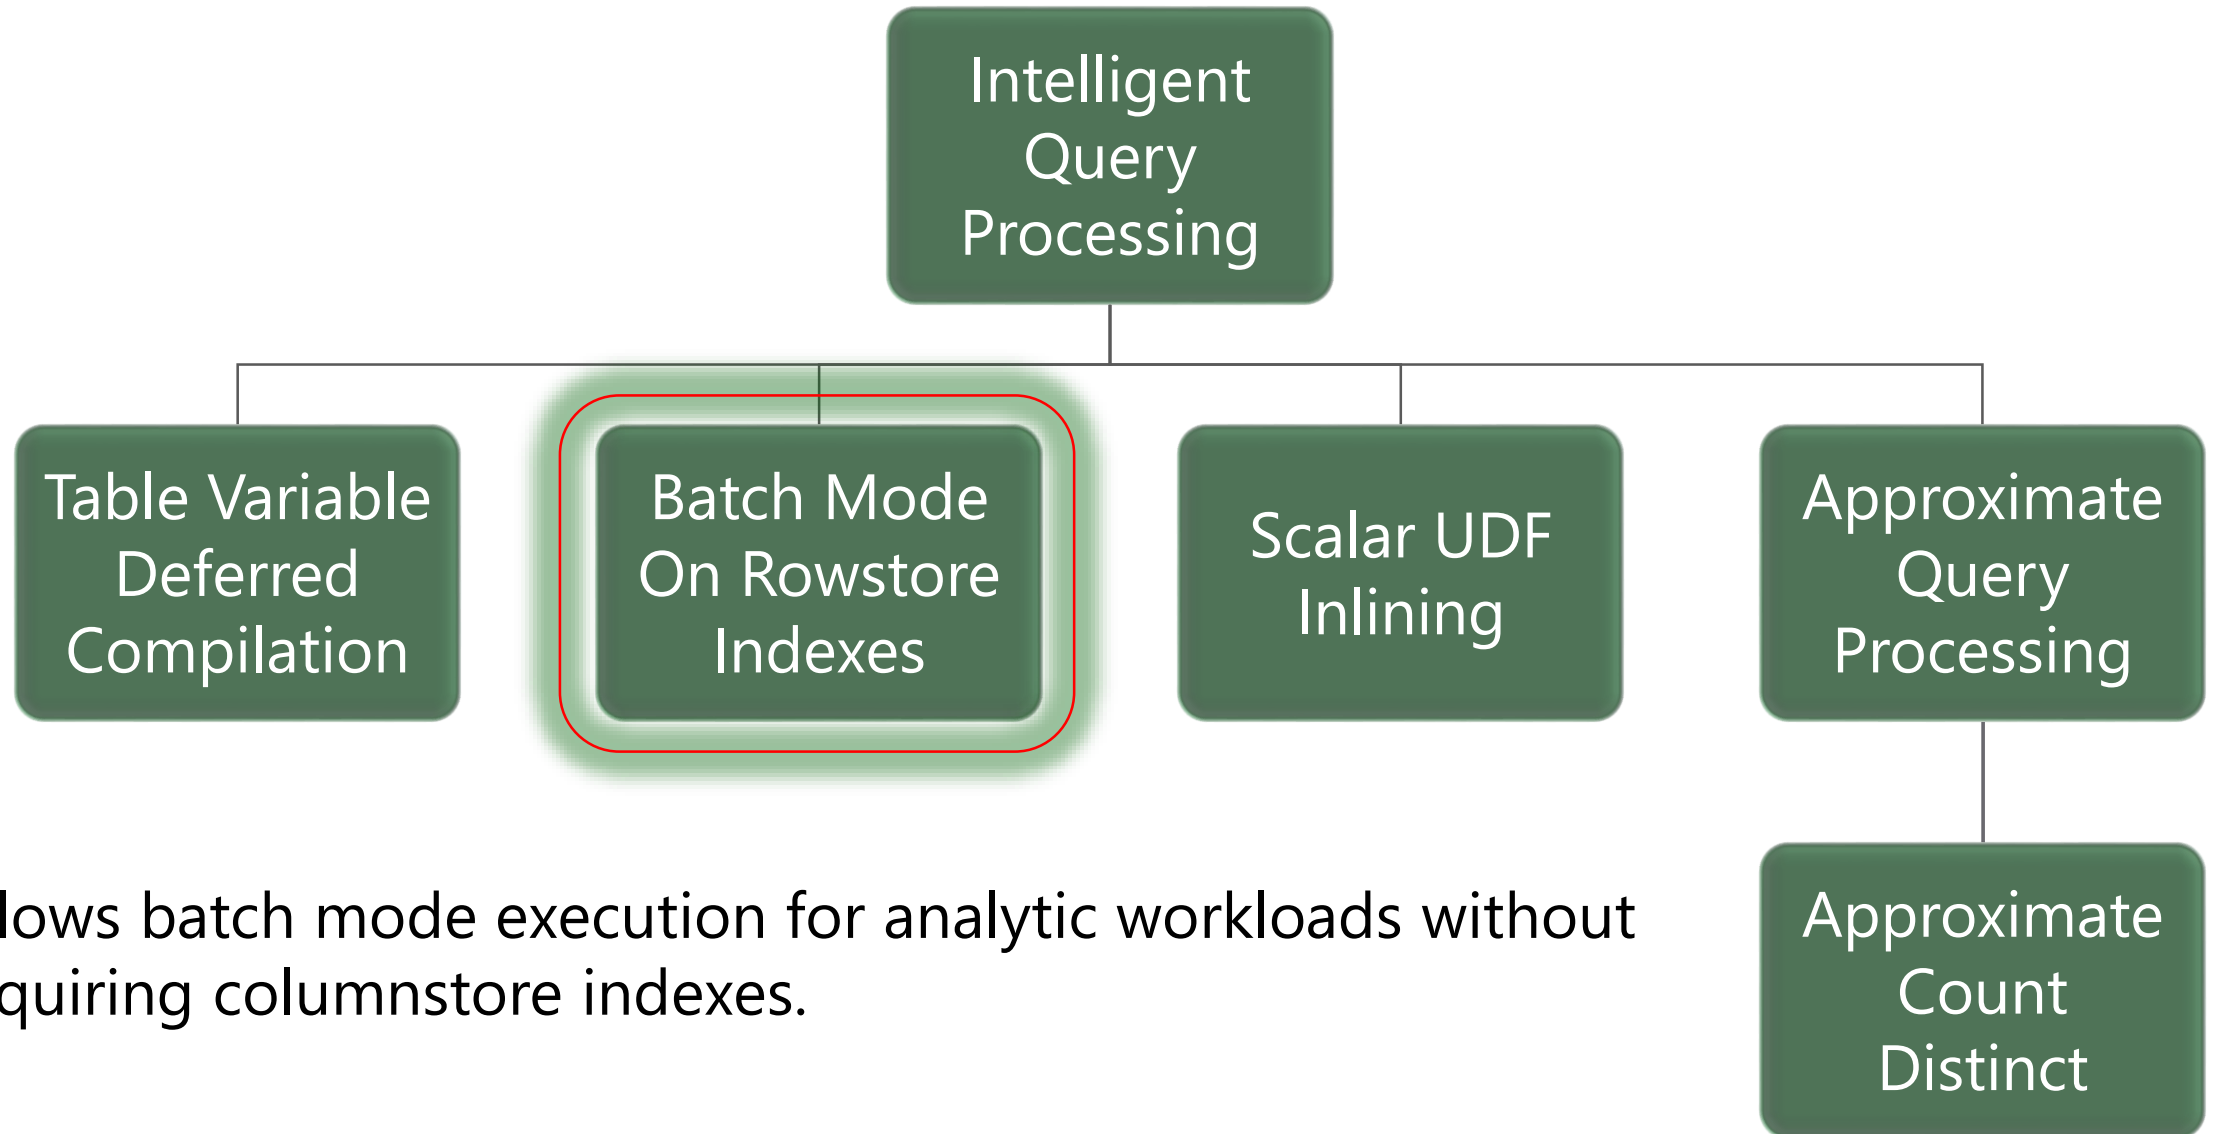 Intelligent
Query
Processing
Table Variable
Deferred
Compilation
Batch Mode
On Rowstore
Indexes
Scalar UDF
Inlining
Approximate
Query
Processing
lows batch mode execution for analytic workloads without
quiring columnstore indexes.
Approximate
Count
Distinct